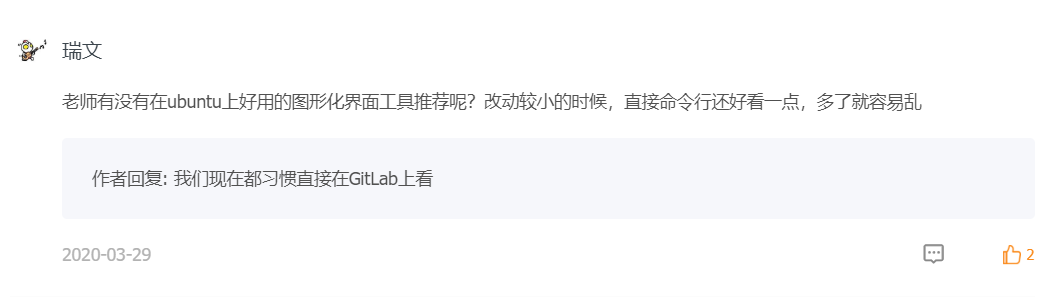 瑞文
老师有没有在ubuntu上好用的图形化界面工具推荐呢？改动较小的时候，直接命令行还好看一点，多了就容易乱
作者回复: 我们现在都习惯直接在GitLab上看
2020-03-29
2